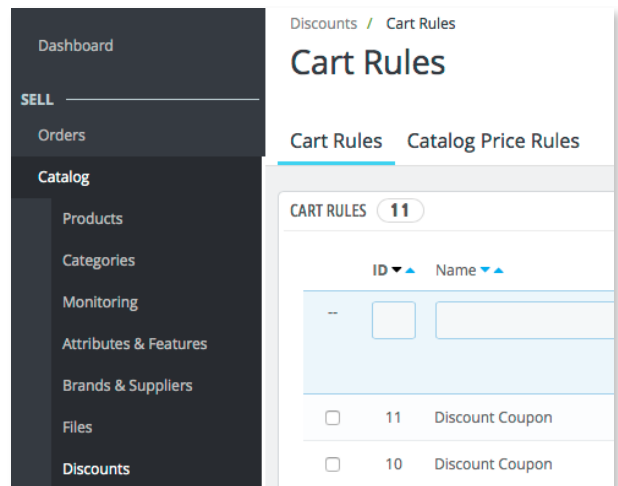 Dashboard
SELL
Orders
Catalog
Products
Categories
Monitoring
Attributes & Features
Brands & Suppliers
Files
Discounts
Discounts / Cart Rules
Cart Rules
Cart Rules Catalog Price Rules
CART RULES 11
ID Name
--
11 Discount Coupon
10 Discount Coupon